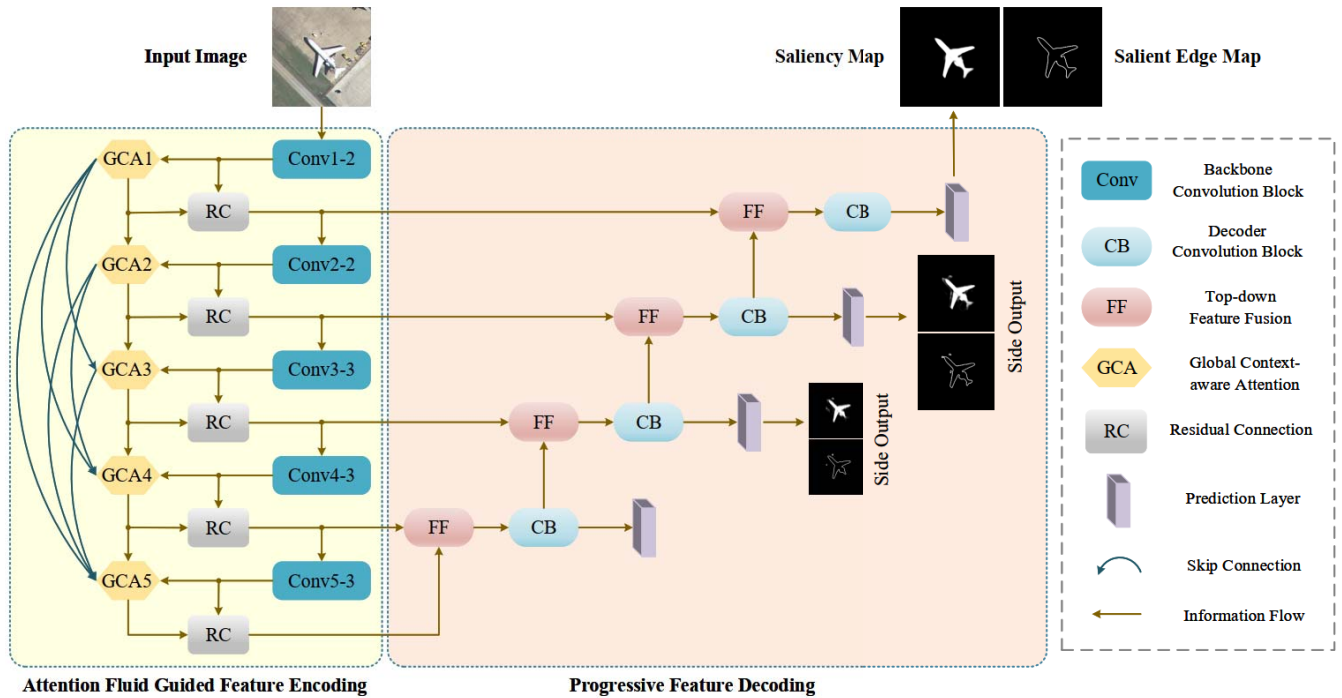 Input Image
Saliency Map
Salient Edge Map
GCA1
Conv1-2
RC
GCA2
Conv2-2
RC
GCA3
Conv3-3
RC
GCA4
Conv4-3
RC
GCA5
Conv5-3
RC
FF
CB
FF
CB
Side Output
FF
CB
Side Output
FF
CB
Conv
Backbone
Convolution Block
CB
Decoder
Convolution Block
FF
Top-down
Feature Fusion
GCA
Global Context-
aware Attention
RC
Residual Connection
Prediction Layer
Skip Connection
Information Flow
Attention Fluid Guided Feature Encoding
Progressive Feature Decoding